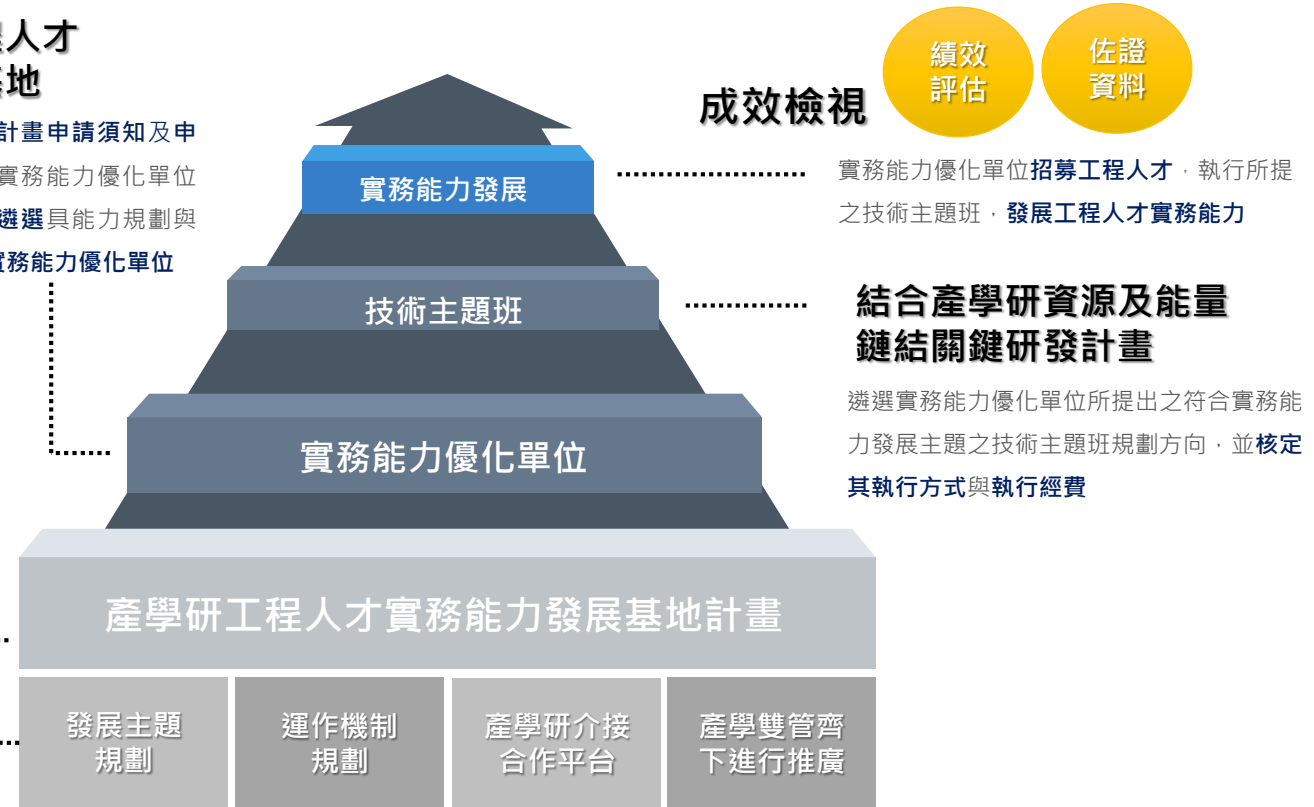 程人才
基地
計畫申請須知及申
實務能力優化單位
遴選具能力規劃與
實務能力優化單位
績效
評估
佐證
資料
成效檢視
實務能力優化單位招募工程人才，執行所提
之技術主題班，發展工程人才實務能力
結合產學研資源及能量
鏈結關鍵研發計畫
遴選實務能力優化單位所提出之符合實務能
力發展主題之技術主題班規劃方向，並核定
其執行方式與執行經費
實務能力發展
技術主題班
實務能力優化單位
產學研工程人才實務能力發展基地計畫
發展主題
規劃
運作機制
規劃
產學研介接
合作平台
產學雙管齊
下進行推廣